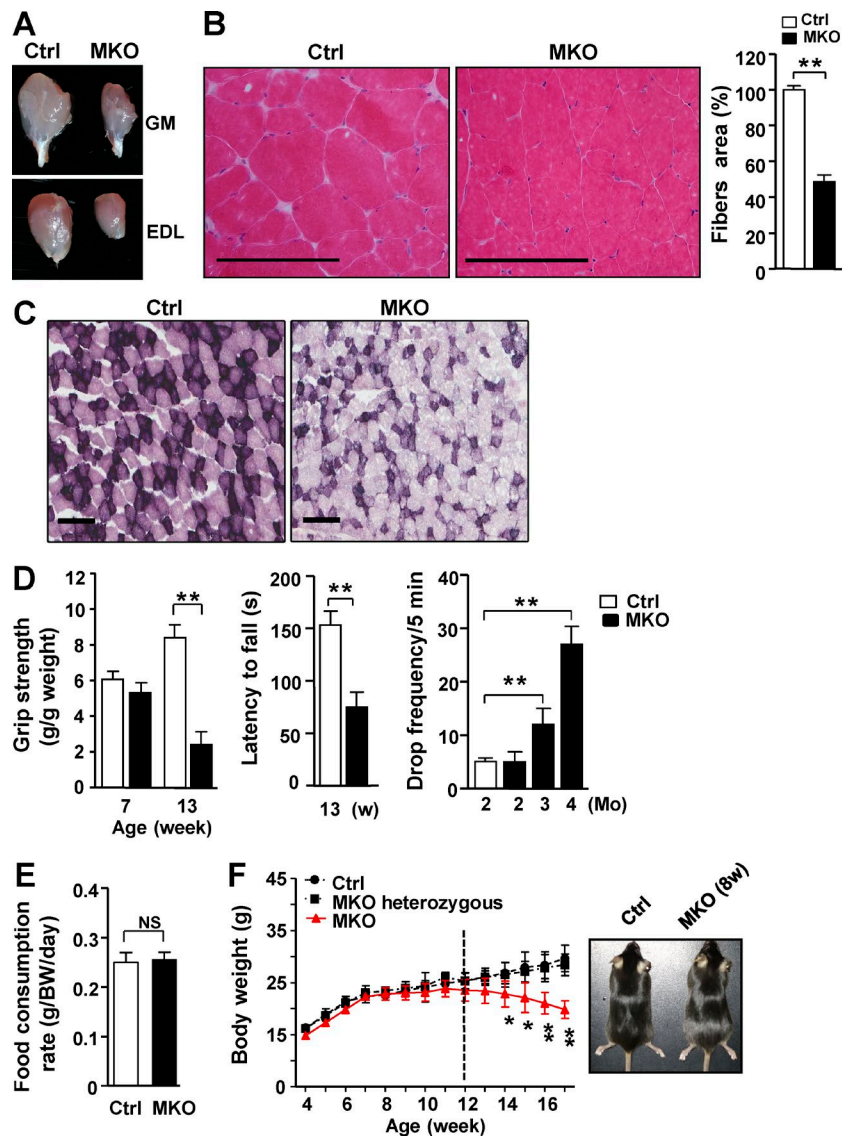 A
Ctrl MKO
GM
EDL
B
Ctrl MKO
Ctrl
MKO
**
Fibers area (%)
120
100
80
60
40
20
0
C
Ctrl MKO
D
Grip strength
(g/g weight)
12
10
8
6
4
2
0
**
7 13
Age (week)
Latency to fall (s)
200
150
100
75
50
0
**
13 (w)
Drop frequency/5 min
40
30
20
10
0
**
**
2 2 3 4 (Mo)
Ctrl
MKO
E
Food consumption
rate (g/BW/day)
0.4
0.3
0.2
0.1
0
NS
Ctrl MKO
F
Ctrl
MKO heterozygous
MKO
Body weight (g)
45
35
25
15
0
* * ** **
4 6 8 10 12 14 16
Age (week)
Ctrl
MKO (8w)